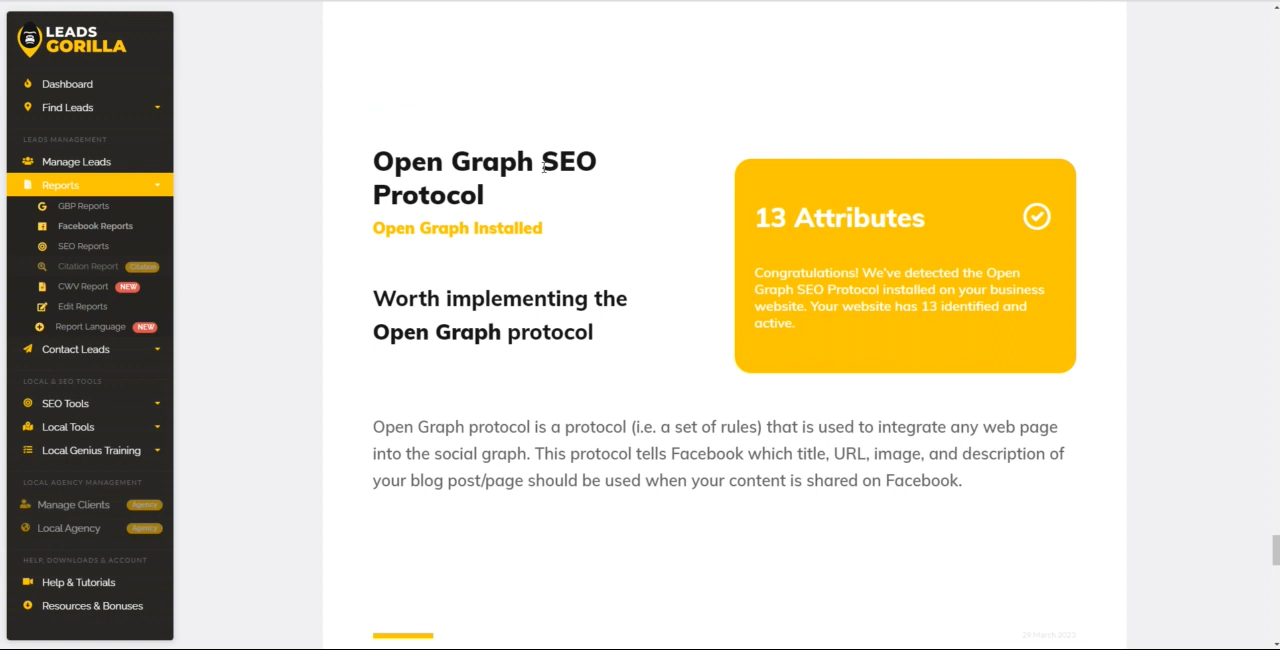 LEADS
GORILLA
Dashboard
Find Leads
LEADS MANAGEMENT
Manage Leads
Reports
GBP Reports
Facebook Reports
SEO Reports
Citation Report Citation
CWV Report NEW
Edit Reports
Report Language NEW
Contact Leads
LOCAL & SEO TOOLS
SEO Tools
Local Tools
Local Genius Training
LOCAL AGENCY MANAGEMENT
Manage Clients Agency
Local Agency Agency
HELP, DOWNLOADS & ACCOUNT
Help & Tutorials
Resources & Bonuses
Open Graph SEO
Protocol
Open Graph Installed
Worth implementing the
Open Graph protocol
13 Attributes
Congratulations! We've detected the Open
Graph SEO Protocol installed on your business
website. Your website has 13 identified and
active.
Open Graph protocol is a protocol (i.e. a set of rules) that is used to integrate any web page
into the social graph. This protocol tells Facebook which title, URL, image, and description of
your blog post/page should be used when your content is shared on Facebook.
29 March 2023